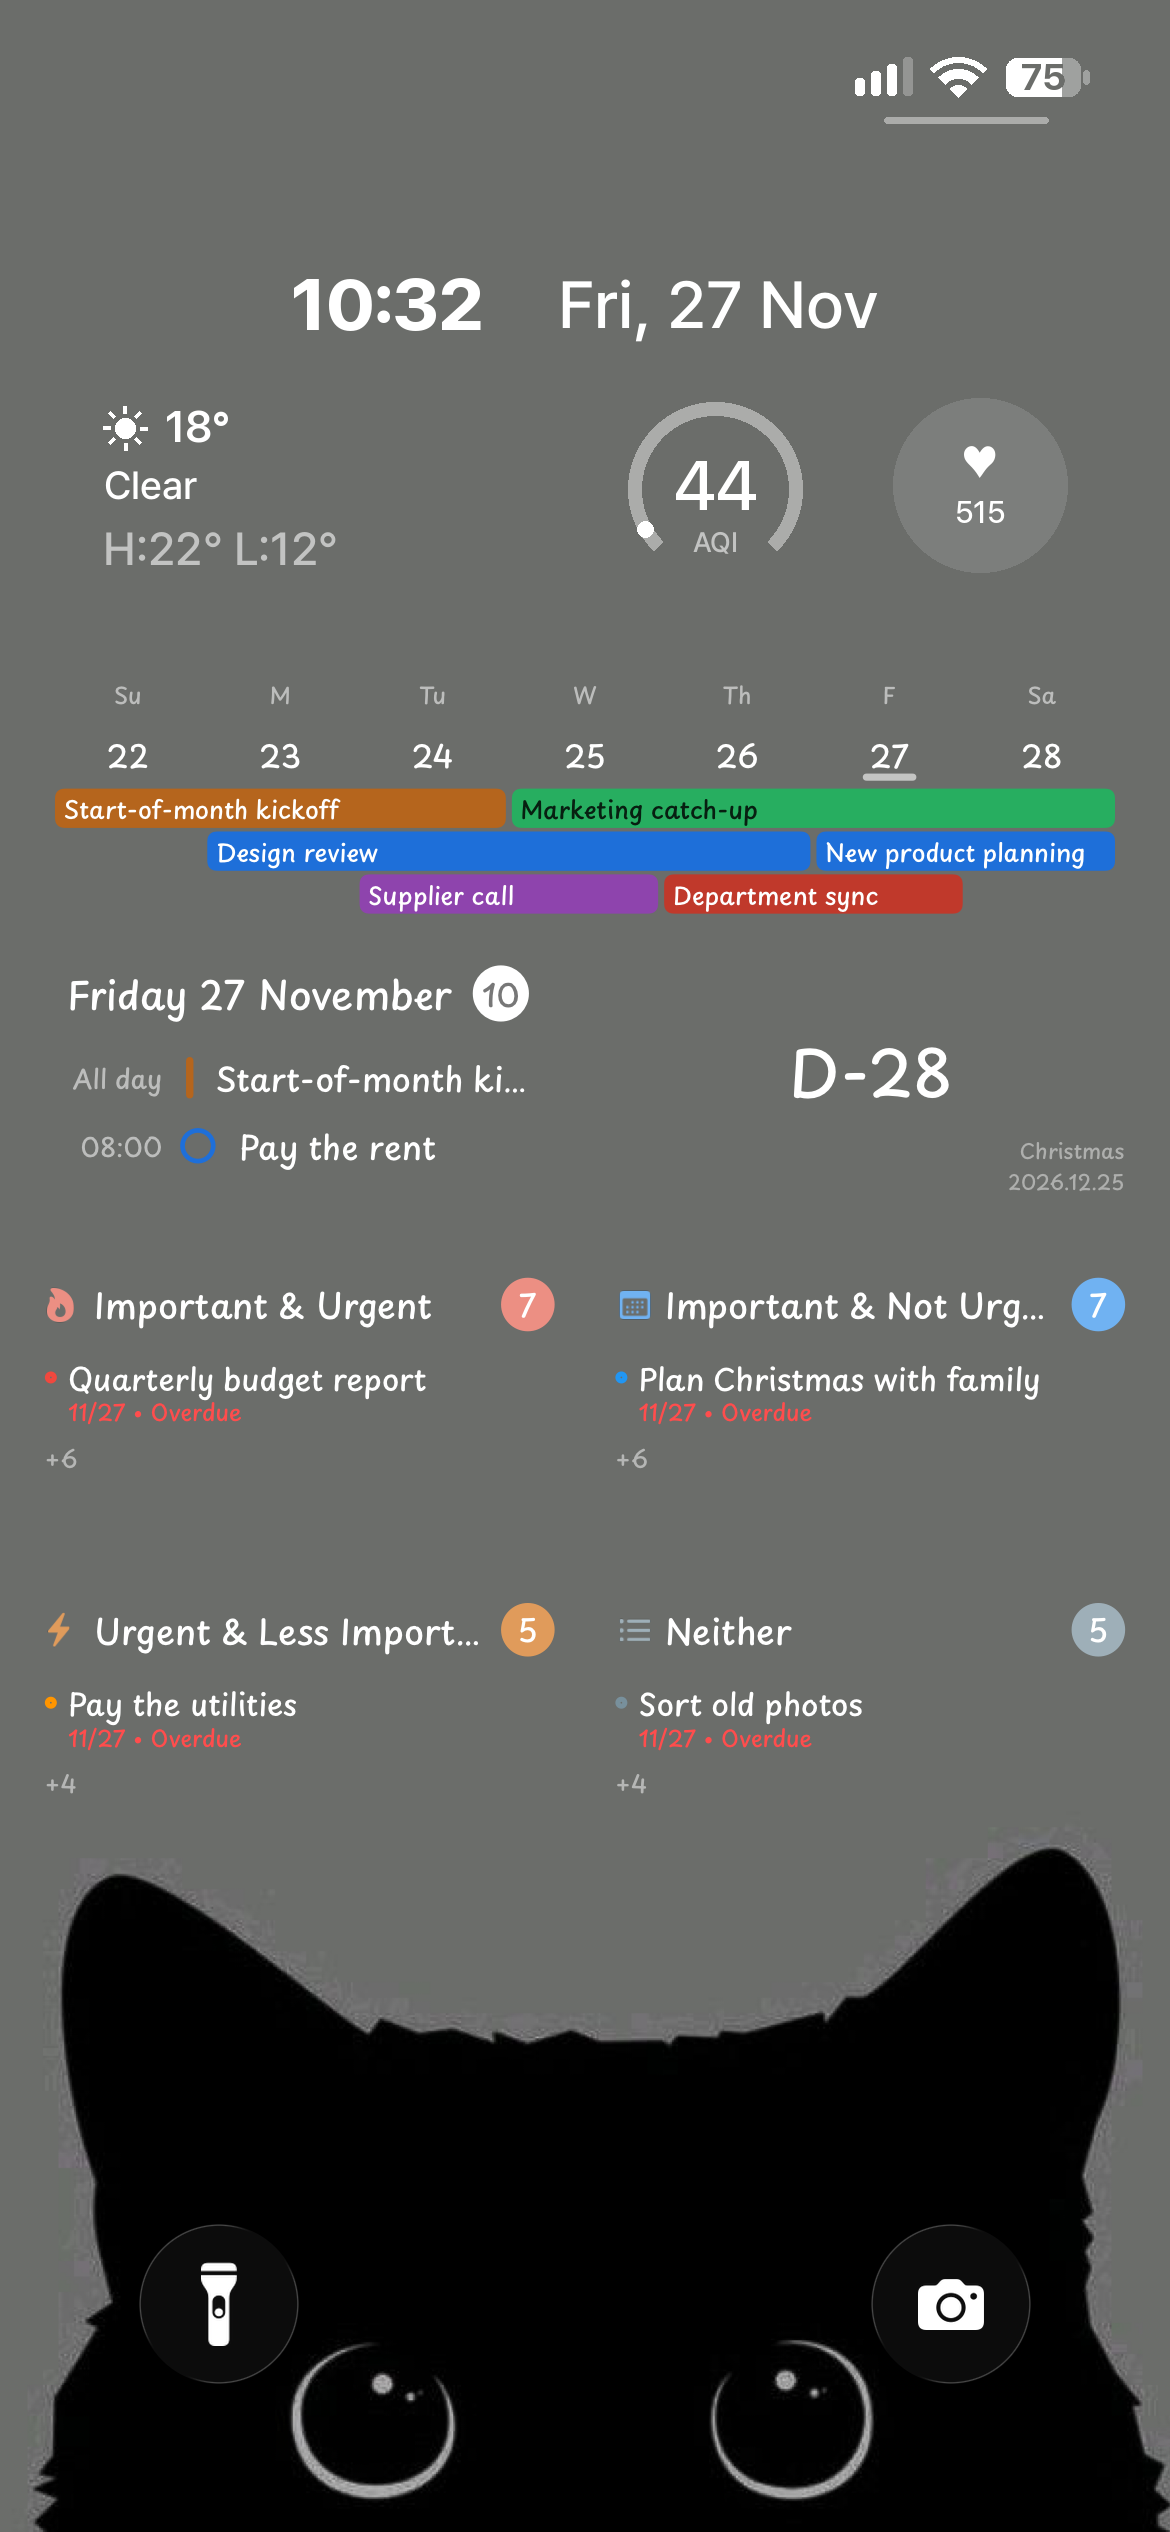 75
10:32 Fri, 27 Nov
18°
Clear
H:22° L:12°
44
AQI
515
Su M Tu W Th F Sa
22 23 24 25 26 27 28
Start-of-month kickoff Marketing catch-up
Design review New product planning
Supplier call Department sync
Friday 27 November 10
All day Start-of-month ki...
08:00 Pay the rent
D-28
Christmas
2026.12.25
Important & Urgent 7
Quarterly budget report
11/27 • Overdue
+6
Important & Not Urg... 7
Plan Christmas with family
11/27 • Overdue
+6
Urgent & Less Import... 5
Pay the utilities
11/27 • Overdue
+4
Neither 5
Sort old photos
11/27 • Overdue
+4